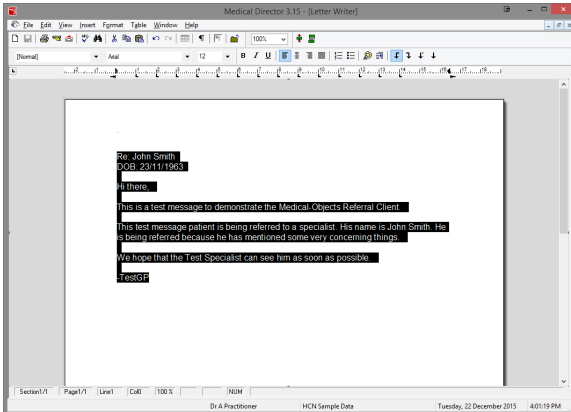 Medical Director 3.15 - [Letter Writer]
File Edit View Insert Format Table Window Help
100%
[Normal] Arial 12 B I U
Re: John Smith
DOB: 23/11/1963
Hi there,
This is a test message to demonstrate the Medical-Objects Referral Client.
This test message patient is being referred to a specialist. His name is John Smith. He
is being referred because he has mentioned some very concerning things.
We hope that the Test Specialist can see him as soon as possible.
-TestGP
Section1/1 Page1/1 Line1 Col0 100 % NUM
Dr A Practitioner HCN Sample Data Tuesday, 22 December 2015 4:01:19 PM